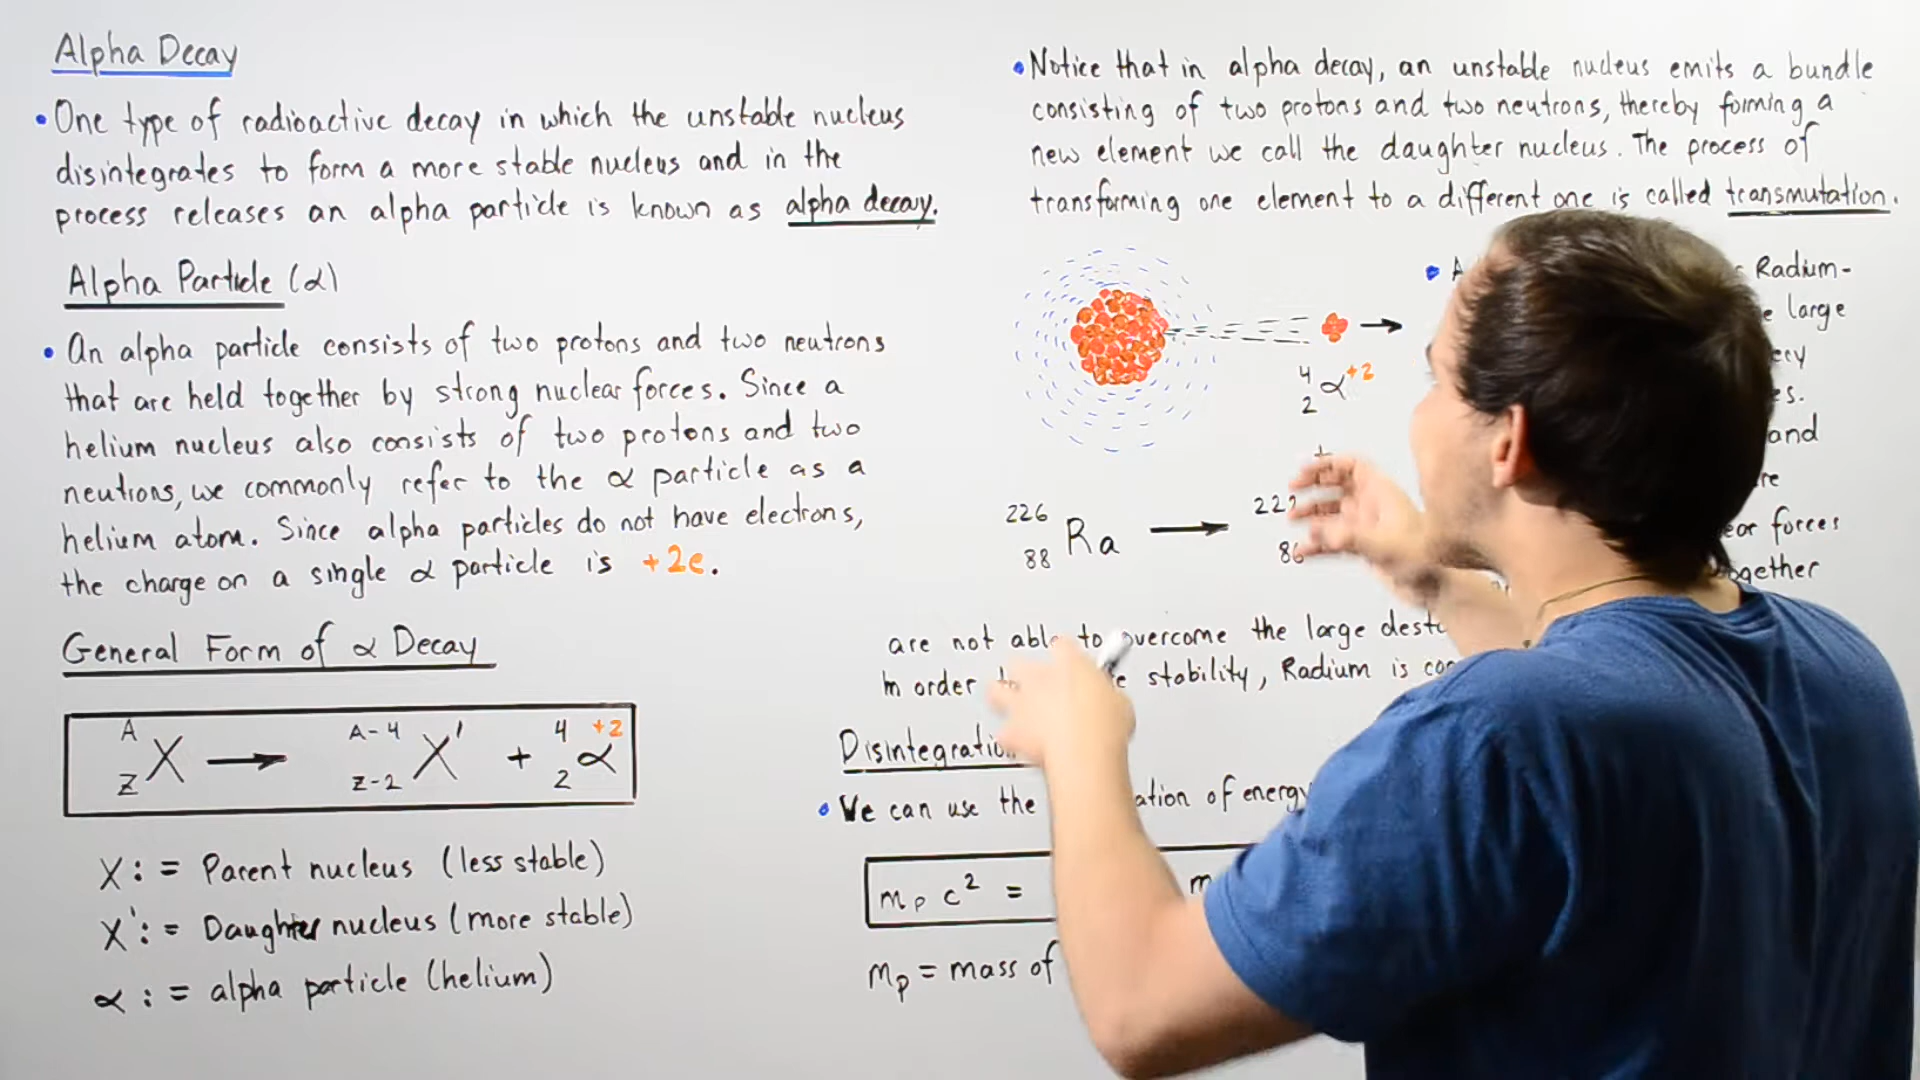 Alpha Decay
• One type of radioactive decay in which the unstable nucleus
disintegrates to form a more stable nucleus and in the
process releases an alpha particle is known as alpha decay.
Alpha Particle (α)
• An alpha particle consists of two protons and two neutrons
that are held together by strong nuclear forces. Since a
helium nucleus also consists of two protons and two
neutrons, we commonly refer to the α particle as a
helium atom. Since alpha particles do not have electrons,
the charge on a single α particle is +2e.
General Form of α Decay
A Z X → A-4 Z-2 X' + 4 2 α +2
X := Parent nucleus (less stable)
X' := Daughter nucleus (more stable)
α := alpha particle (helium)
• Notice that in alpha decay, an unstable nucleus emits a bundle
consisting of two protons and two neutrons, thereby forming a
new element we call the daughter nucleus. The process of
transforming one element to a different one is called transmutation.
Radium-
large
and
forces
together
4 2 α +2
+
226 88 Ra → 86
are not able to overcome the large
In order stability, Radium is
Disintegration
• We can use the of energy
mp c² = m
mp = mass of